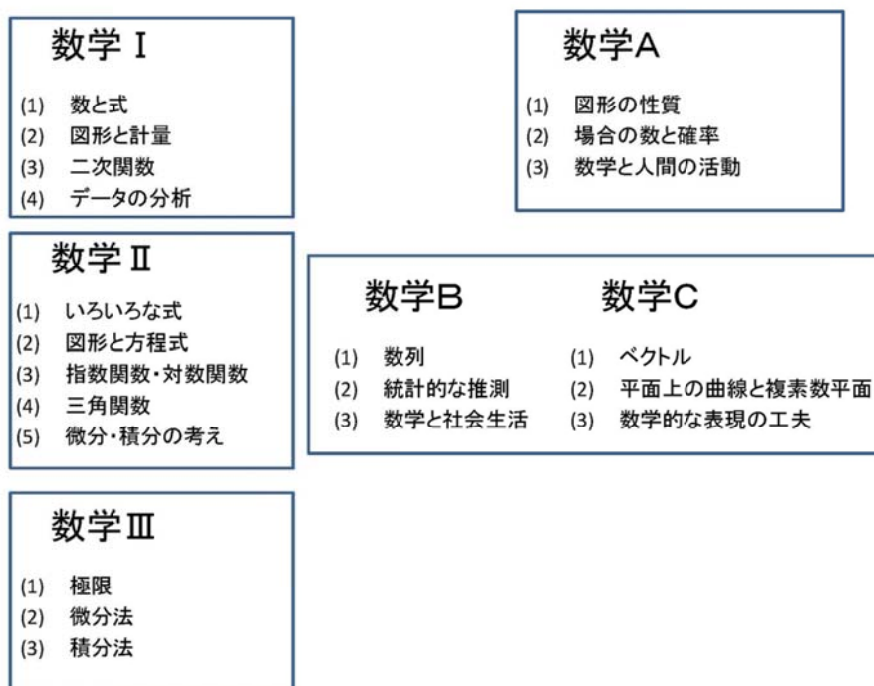 数学Ⅰ
(1) 数と式
(2) 図形と計量
(3) 二次関数
(4) データの分析
数学A
(1) 図形の性質
(2) 場合の数と確率
(3) 数学と人間の活動
数学Ⅱ
(1) いろいろな式
(2) 図形と方程式
(3) 指数関数・対数関数
(4) 三角関数
(5) 微分・積分の考え
数学B
(1) 数列
(2) 統計的な推測
(3) 数学と社会生活
数学C
(1) ベクトル
(2) 平面上の曲線と複素数平面
(3) 数学的な表現の工夫
数学Ⅲ
(1) 極限
(2) 微分法
(3) 積分法